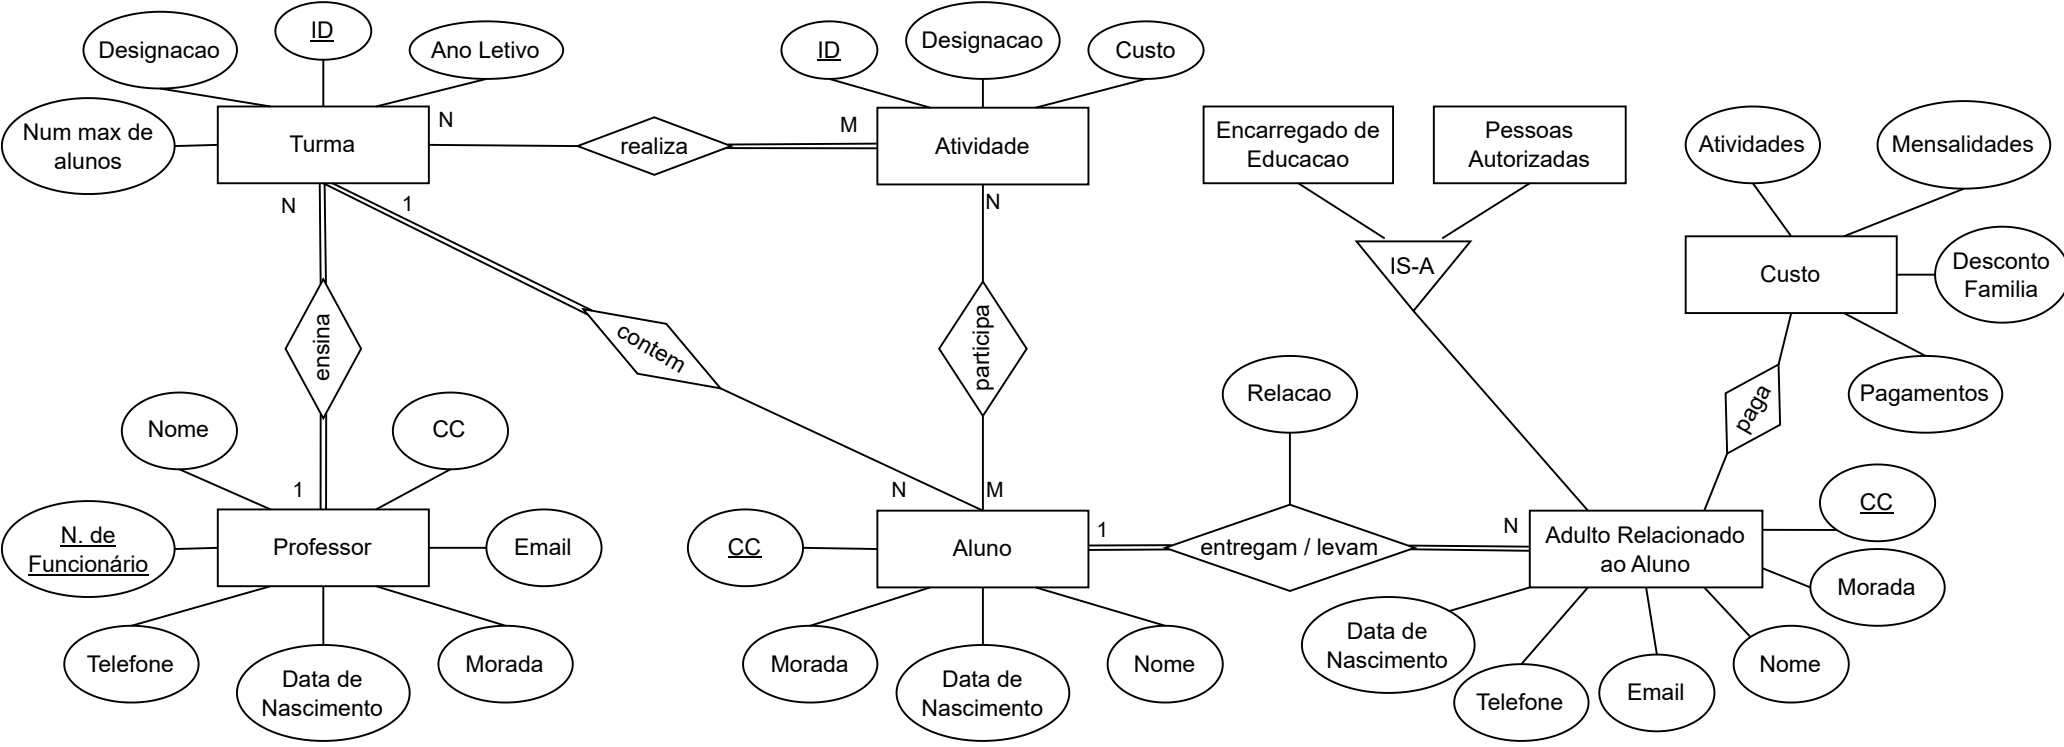 ID
Designacao
Ano Letivo
ID
Designacao
Custo
Num max de
alunos
Turma
N
realiza
M
Atividade
Encarregado de
Educacao
Pessoas
Autorizadas
Atividades
Mensalidades
N
1
N
IS-A
Custo
Desconto
Familia
ensina
contem
participa
Relacao
paga
Pagamentos
Nome
CC
1
N
M
1
N
CC
N. de
Funcionário
Professor
Email
CC
Aluno
entregam / levam
Adulto Relacionado
ao Aluno
Morada
Telefone
Data de
Nascimento
Morada
Morada
Data de
Nascimento
Nome
Data de
Nascimento
Telefone
Email
Nome